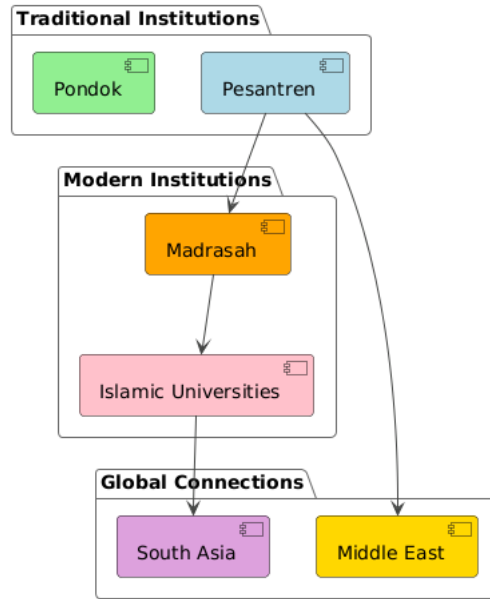 Traditional Institutions
Pondok
Pesantren
Modern Institutions
Madrasah
Islamic Universities
Global Connections
South Asia
Middle East